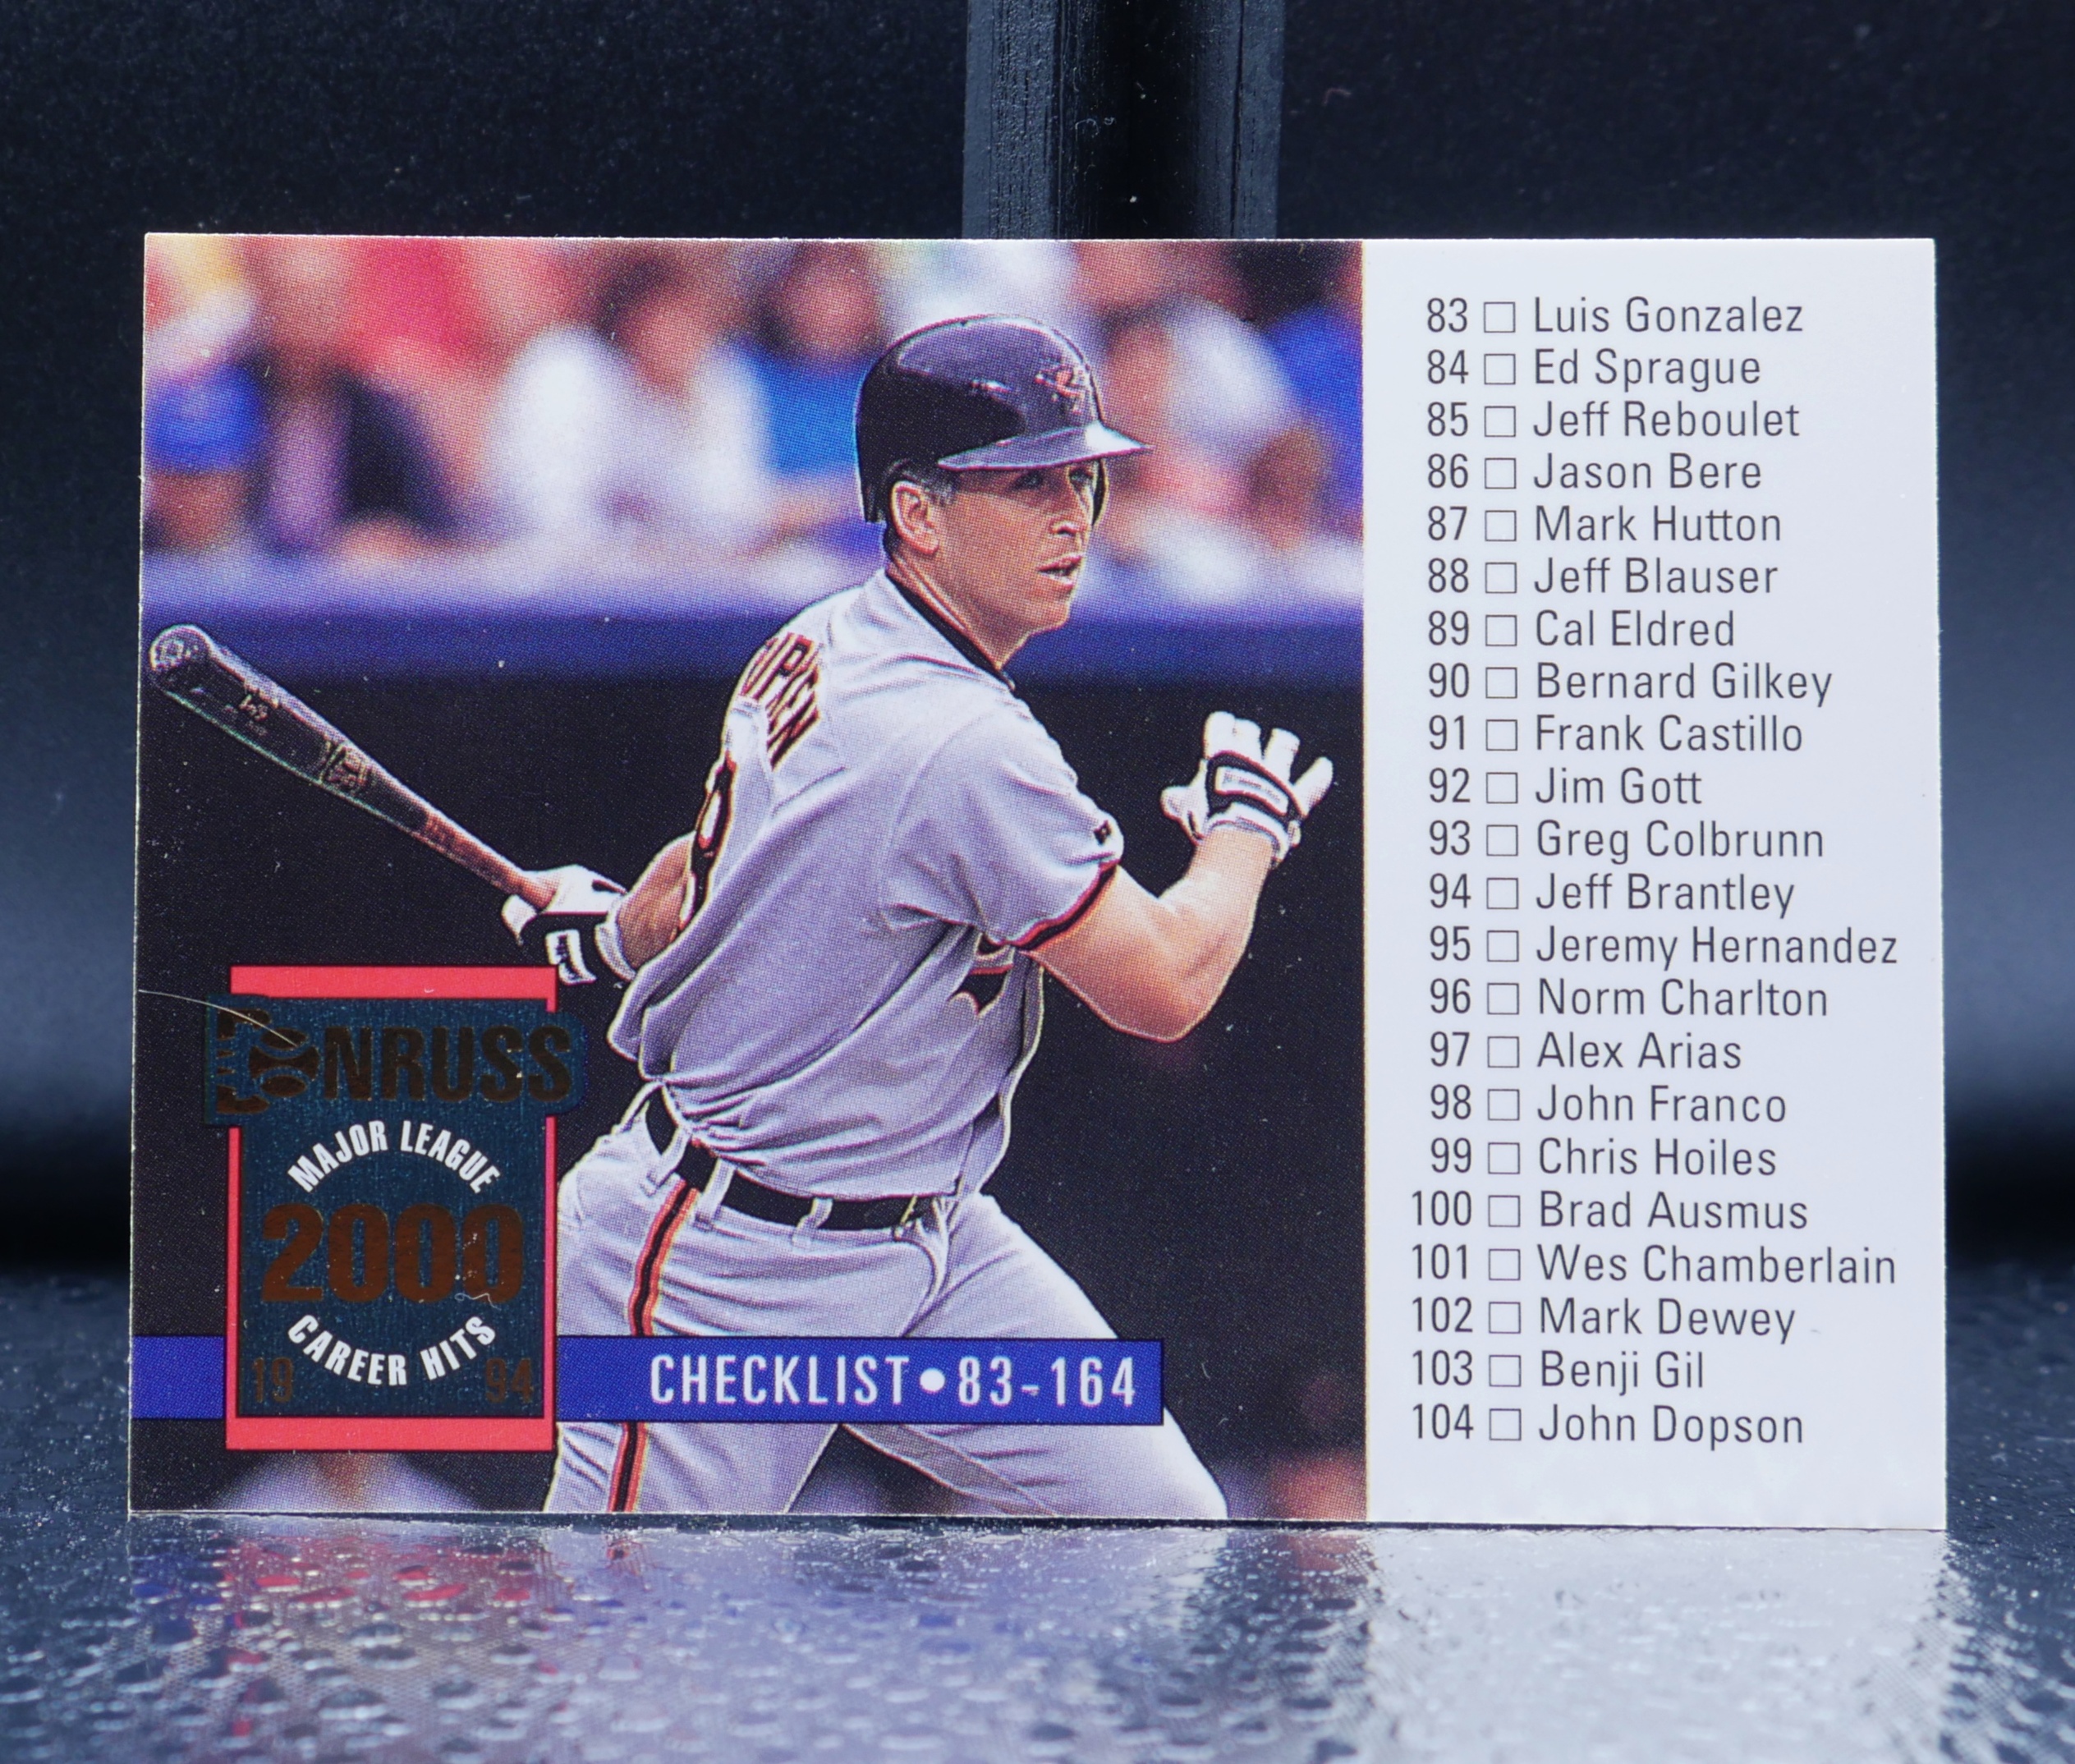 RIPKEN
8
DONRUSS
MAJOR LEAGUE
2000
CAREER HITS
19 94
CHECKLIST • 83-164
83 □ Luis Gonzalez
84 □ Ed Sprague
85 □ Jeff Reboulet
86 □ Jason Bere
87 □ Mark Hutton
88 □ Jeff Blauser
89 □ Cal Eldred
90 □ Bernard Gilkey
91 □ Frank Castillo
92 □ Jim Gott
93 □ Greg Colbrunn
94 □ Jeff Brantley
95 □ Jeremy Hernandez
96 □ Norm Charlton
97 □ Alex Arias
98 □ John Franco
99 □ Chris Hoiles
100 □ Brad Ausmus
101 □ Wes Chamberlain
102 □ Mark Dewey
103 □ Benji Gil
104 □ John Dopson